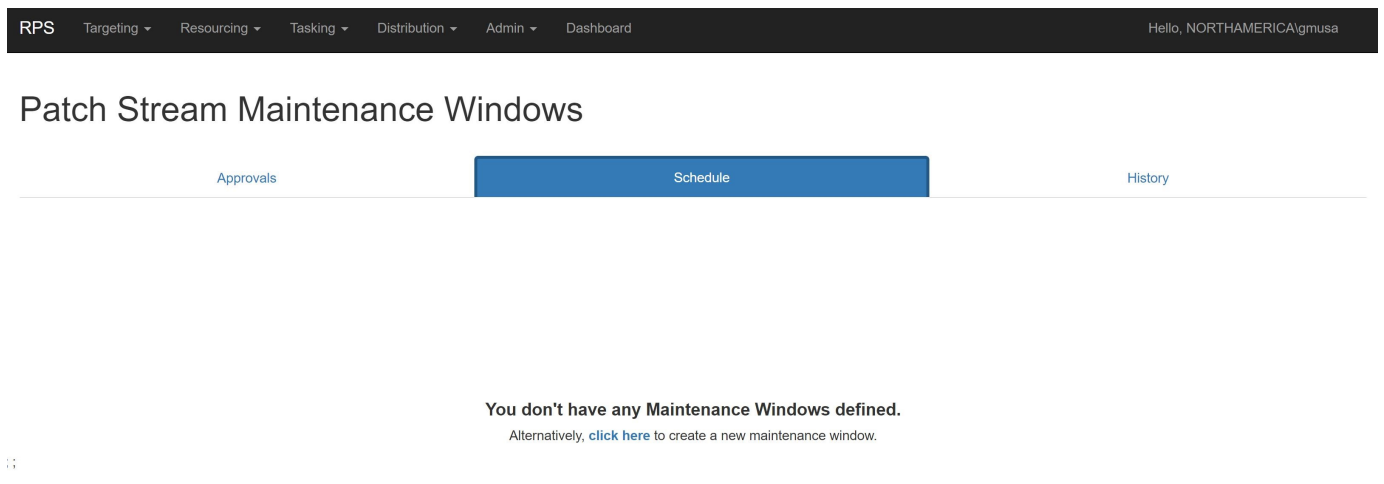 RPS Targeting Resourcing Tasking Distribution Admin Dashboard Hello, NORTHAMERICA\gmusa
Patch Stream Maintenance Windows
Approvals Schedule History
You don't have any Maintenance Windows defined.
Alternatively, click here to create a new maintenance window.
; ;